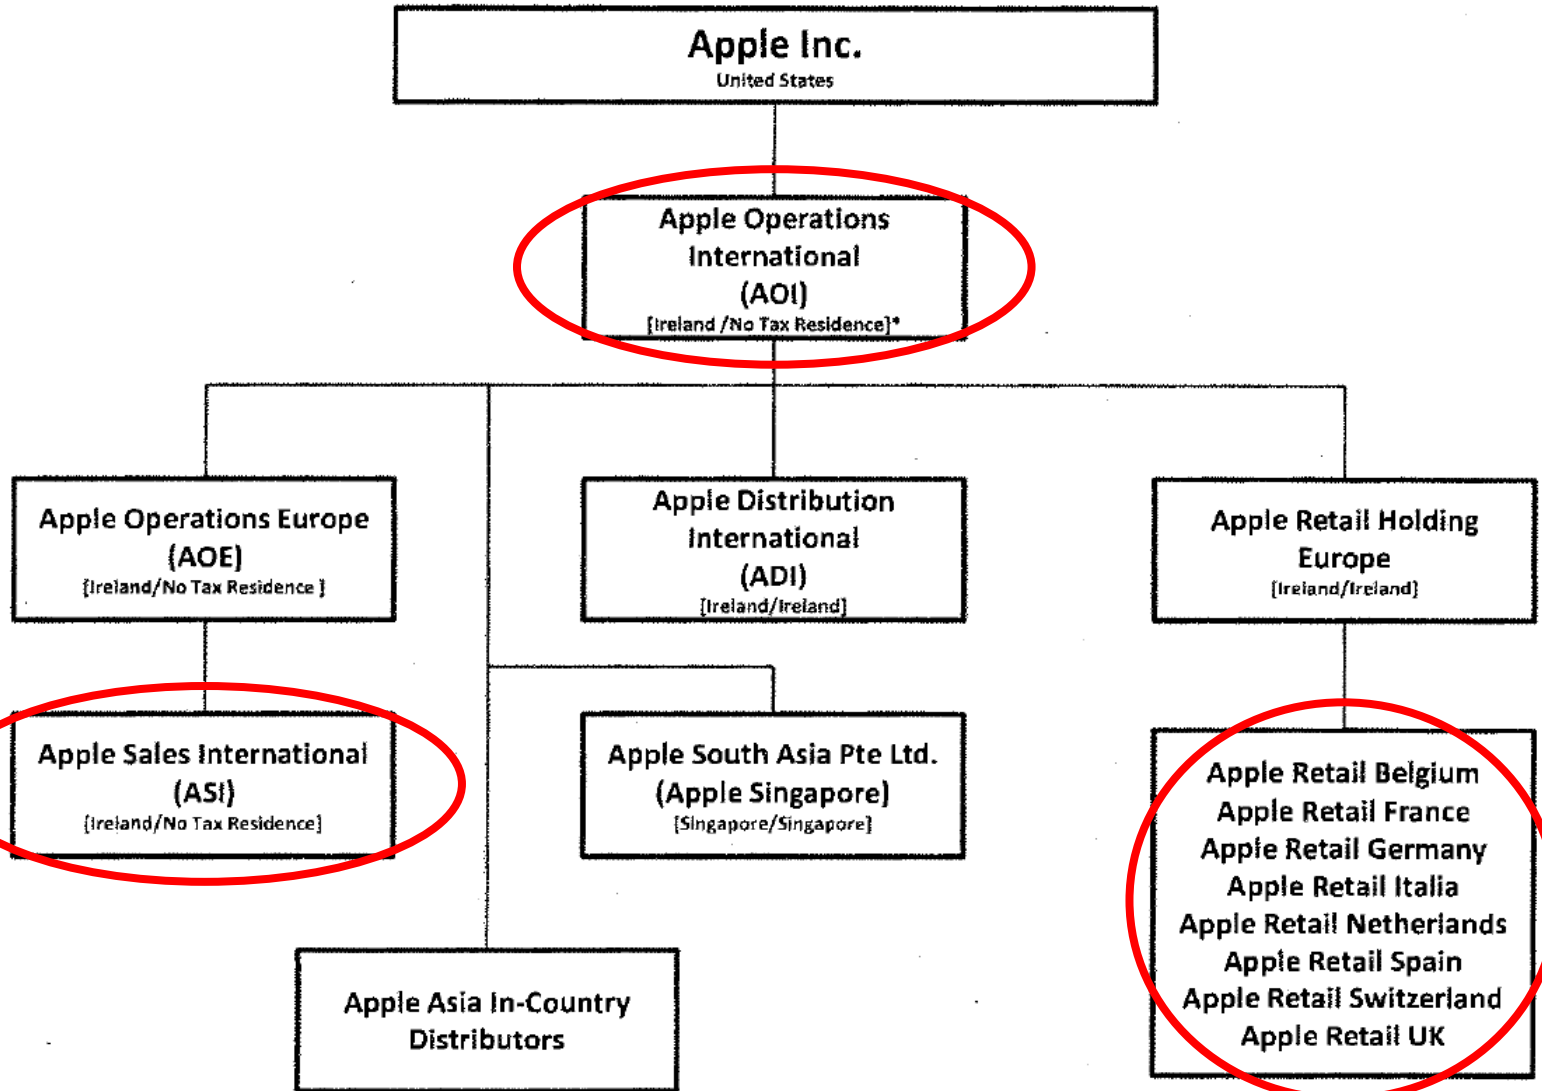 Apple Inc.
United States
Apple Operations
International
(AOI)
[Ireland /No Tax Residence]*
Apple Operations Europe
(AOE)
[Ireland/No Tax Residence ]
Apple Distribution
International
(ADI)
[Ireland/Ireland]
Apple Retail Holding
Europe
[Ireland/Ireland]
Apple Sales International
(ASI)
[Ireland/No Tax Residence]
Apple South Asia Pte Ltd.
(Apple Singapore)
[Singapore/Singapore]
Apple Retail Belgium
Apple Retail France
Apple Retail Germany
Apple Retail Italia
Apple Retail Netherlands
Apple Retail Spain
Apple Retail Switzerland
Apple Retail UK
Apple Asia In-Country
Distributors